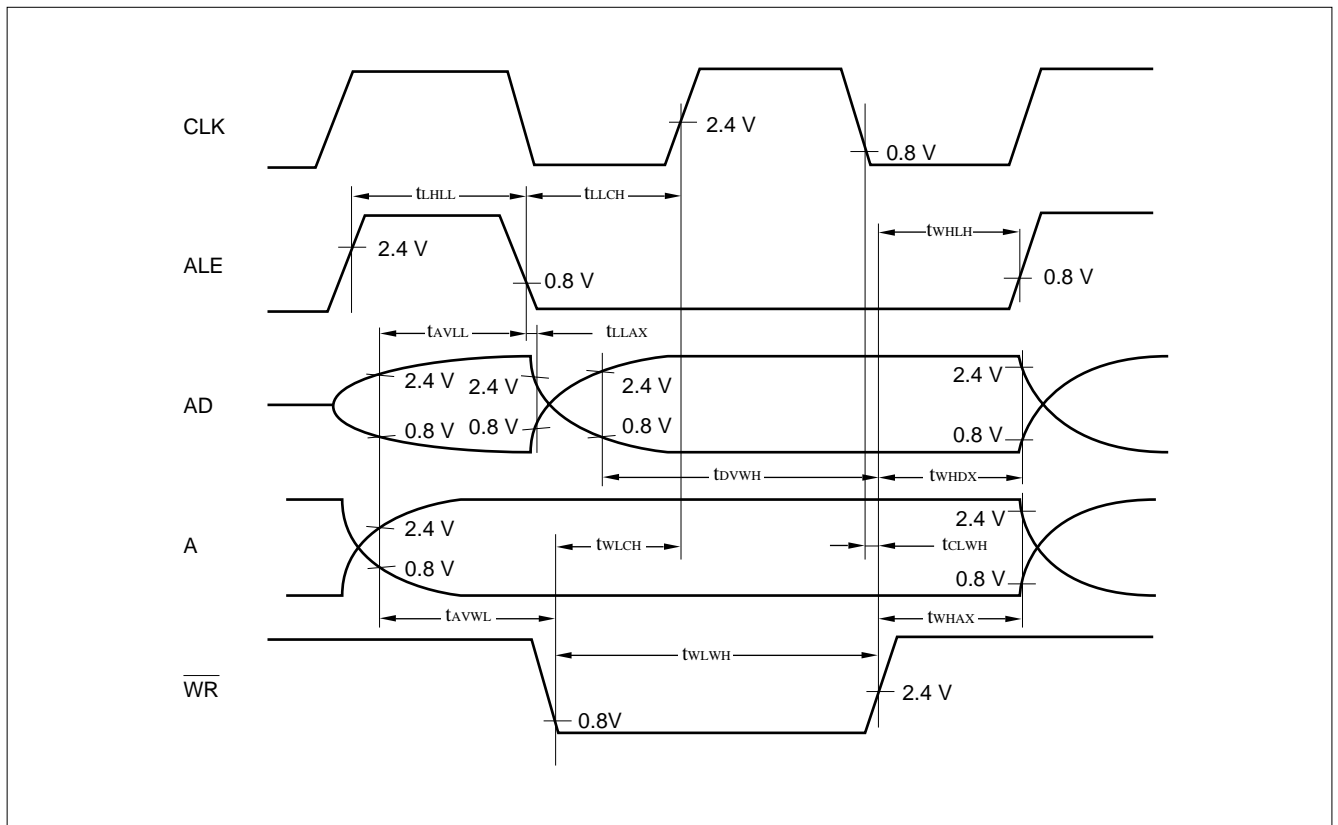 CLK
2.4 V
0.8 V
tLHLL
tLLCH
tWHLH
ALE
2.4 V
0.8 V
0.8 V
tAVLL
tLLAX
AD
2.4 V
2.4 V
2.4 V
2.4 V
0.8 V
0.8 V
0.8 V
0.8 V
tDVWH
tWHDX
A
2.4 V
2.4 V
tWLCH
tCLWH
0.8 V
0.8 V
tAVWL
tWHAX
tWLWH
WR
2.4 V
0.8V